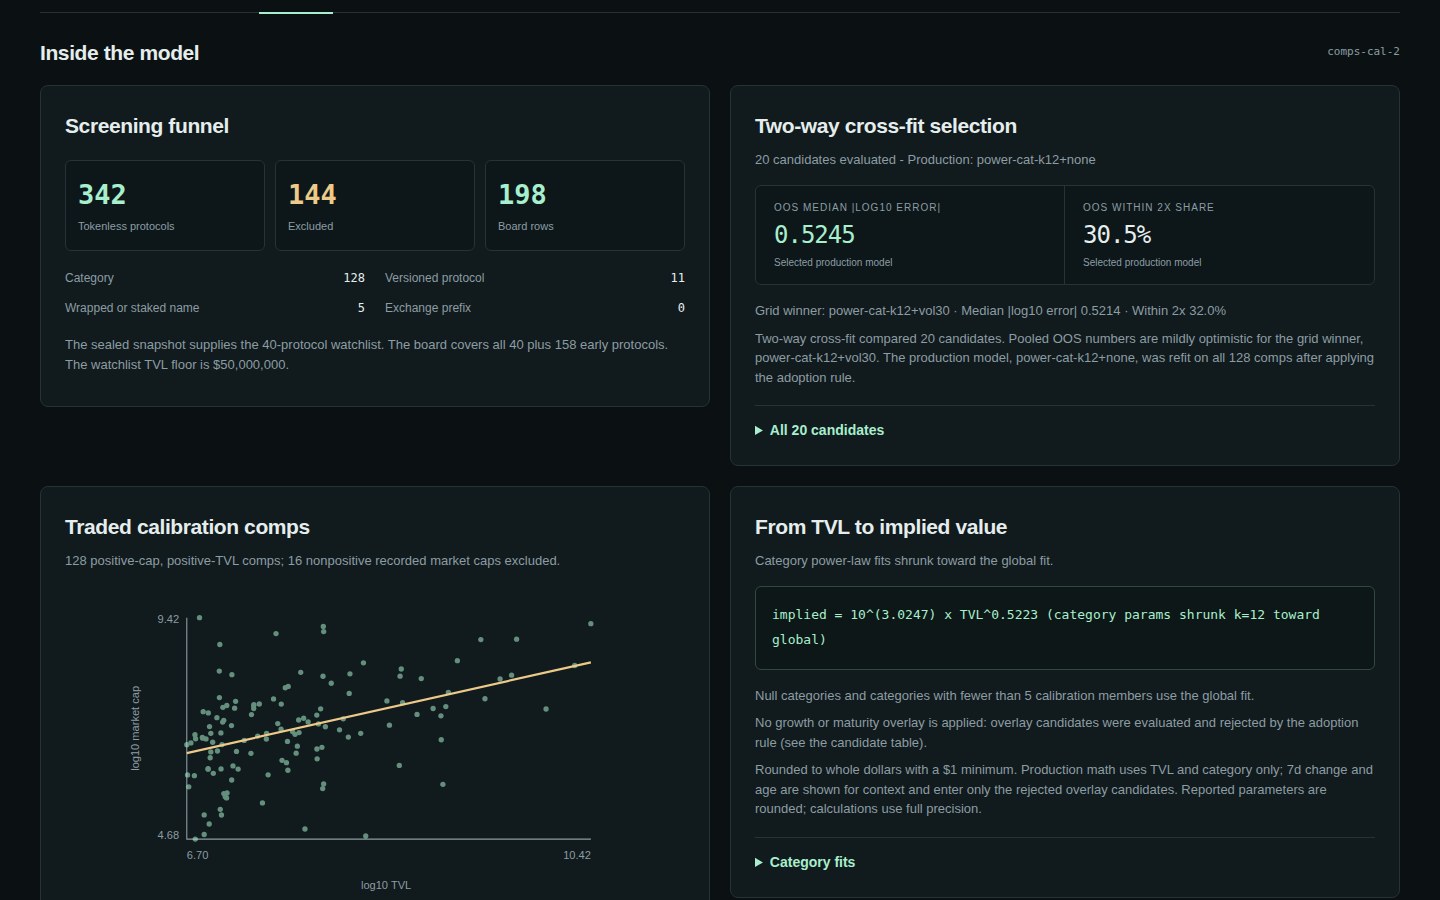 Inside the model
comps-cal-2
Screening funnel
342
Tokenless protocols
144
Excluded
198
Board rows
Category 128
Versioned protocol 11
Wrapped or staked name 5
Exchange prefix 0
The sealed snapshot supplies the 40-protocol watchlist. The board covers all 40 plus 158 early protocols.
The watchlist TVL floor is $50,000,000.
Two-way cross-fit selection
20 candidates evaluated - Production: power-cat-k12+none
OOS MEDIAN |LOG10 ERROR|
0.5245
Selected production model
OOS WITHIN 2X SHARE
30.5%
Selected production model
Grid winner: power-cat-k12+vol30 · Median |log10 error| 0.5214 · Within 2x 32.0%
Two-way cross-fit compared 20 candidates. Pooled OOS numbers are mildly optimistic for the grid winner,
power-cat-k12+vol30. The production model, power-cat-k12+none, was refit on all 128 comps after applying
the adoption rule.
All 20 candidates
Traded calibration comps
128 positive-cap, positive-TVL comps; 16 nonpositive recorded market caps excluded.
9.42
log10 market cap
4.68
6.70
10.42
log10 TVL
From TVL to implied value
Category power-law fits shrunk toward the global fit.
implied = 10^(3.0247) x TVL^0.5223 (category params shrunk k=12 toward
global)
Null categories and categories with fewer than 5 calibration members use the global fit.
No growth or maturity overlay is applied: overlay candidates were evaluated and rejected by the adoption
rule (see the candidate table).
Rounded to whole dollars with a $1 minimum. Production math uses TVL and category only; 7d change and
age are shown for context and enter only the rejected overlay candidates. Reported parameters are
rounded; calculations use full precision.
Category fits